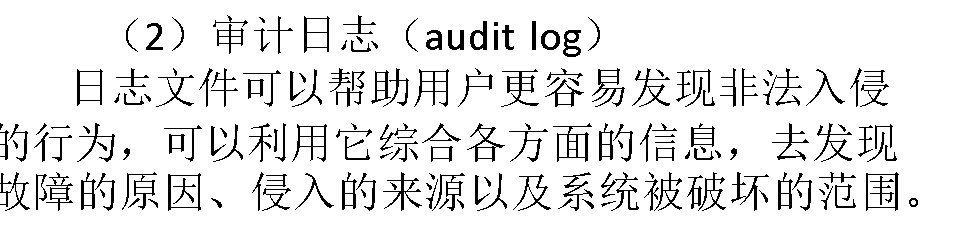 （2）审计日志（audit log）
日志文件可以帮助用户更容易发现非法入侵
的行为，可以利用它综合各方面的信息，去发现
故障的原因、侵入的来源以及系统被破坏的范围。